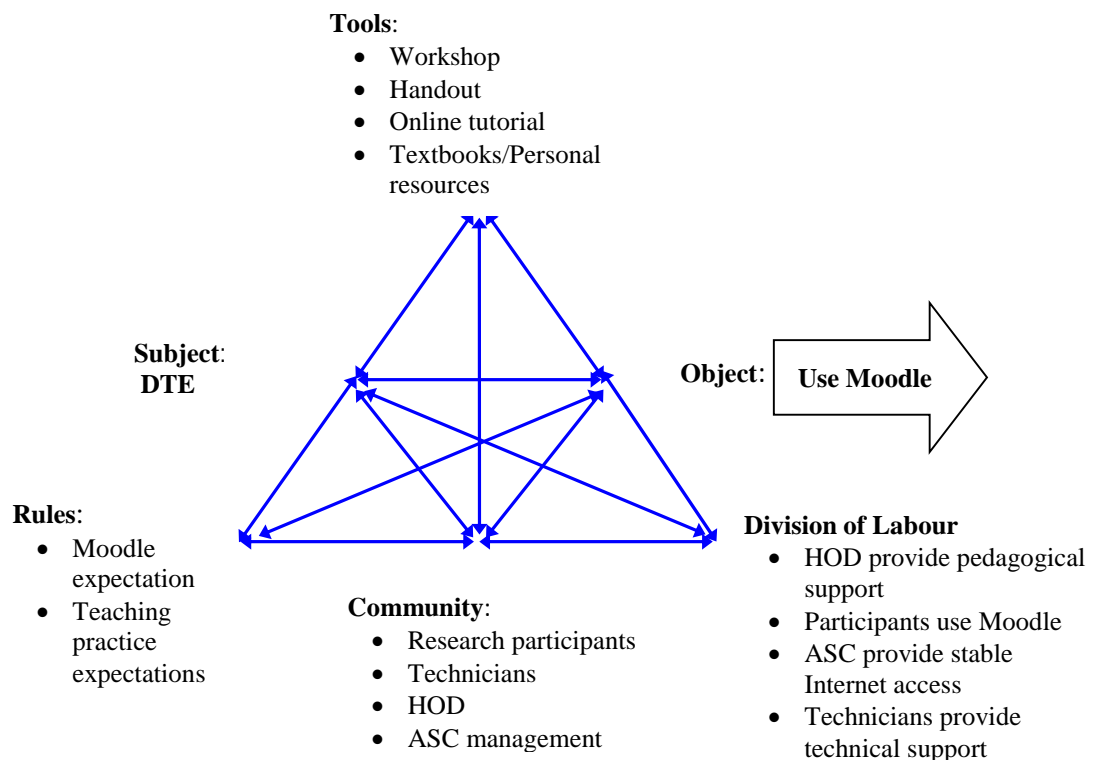 Tools:
• Workshop
• Handout
• Online tutorial
• Textbooks/Personal
resources
Subject:
DTE
Object:
Use Moodle
Rules:
• Moodle
expectation
• Teaching
practice
expectations
Community:
• Research participants
• Technicians
• HOD
• ASC management
Division of Labour
• HOD provide pedagogical
support
• Participants use Moodle
• ASC provide stable
Internet access
• Technicians provide
technical support